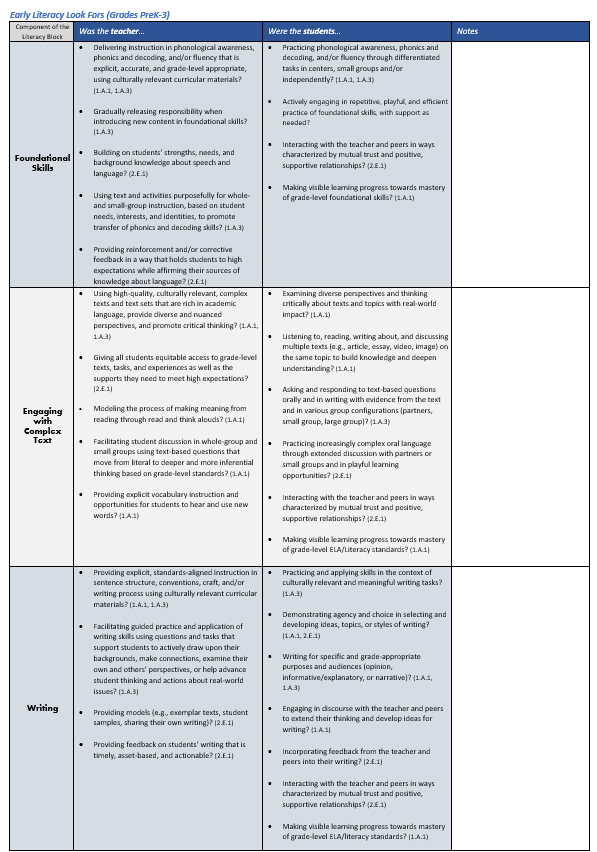 Early Literacy Look Fors (Grades PreK-3)
Component of the
Literacy Block
Was the teacher…
Were the students…
Notes
Foundational
Skills
• Delivering instruction in phonological awareness,
phonics and decoding, and/or fluency that is
explicit, accurate, and grade-level appropriate,
using culturally relevant curricular materials?
(1.A.1, 1.A.3)
• Gradually releasing responsibility when
introducing new content in foundational skills?
(1.A.3)
• Building on students' strengths, needs, and
background knowledge about speech and
language? (2.E.1)
• Using text and activities purposefully for whole-
and small-group instruction, based on student
needs, interests, and identities, to promote
transfer of phonics and decoding skills? (1.A.3)
• Providing reinforcement and/or corrective
feedback in a way that holds students to high
expectations while affirming their sources of
knowledge about language? (2.E.1)
• Practicing phonological awareness, phonics and
decoding, and/or fluency through differentiated
tasks in centers, small groups and/or
independently? (1.A.1, 1.A.3)
• Actively engaging in repetitive, playful, and efficient
practice of foundational skills, with support as
needed?
• Interacting with the teacher and peers in ways
characterized by mutual trust and positive,
supportive relationships? (2.E.1)
• Making visible learning progress towards mastery
of grade-level foundational skills? (1.A.1)
Engaging
with
Complex
Text
• Using high-quality, culturally relevant, complex
texts and text sets that are rich in academic
language, provide diverse and nuanced
perspectives, and promote critical thinking? (1.A.1,
1.A.3)
• Giving all students equitable access to grade-level
texts, tasks, and experiences as well as the
supports they need to meet high expectations?
(2.E.1)
• Modeling the process of making meaning from
reading through read and think alouds? (1.A.1)
• Facilitating student discussion in whole-group and
small groups using text-based questions that
move from literal to deeper and more inferential
thinking based on grade-level standards? (1.A.1)
• Providing explicit vocabulary instruction and
opportunities for students to hear and use new
words? (1.A.1)
• Examining diverse perspectives and thinking
critically about texts and topics with real-world
impact? (1.A.1)
• Listening to, reading, writing about, and discussing
multiple texts (e.g., article, essay, video, image) on
the same topic to build knowledge and deepen
understanding? (1.A.1)
• Asking and responding to text-based questions
orally and in writing with evidence from the text
and in various group configurations (partners,
small group, large group)? (1.A.3)
• Practicing increasingly complex oral language
through extended discussion with partners or
small groups and in playful learning
opportunities? (2.E.1)
• Interacting with the teacher and peers in ways
characterized by mutual trust and positive,
supportive relationships? (2.E.1)
• Making visible learning progress towards mastery
of grade-level ELA/Literacy standards? (1.A.1)
Writing
• Providing explicit, standards-aligned instruction in
sentence structure, conventions, craft, and/or
writing process using culturally relevant curricular
materials? (1.A.1, 1.A.3)
• Facilitating guided practice and application of
writing skills using questions and tasks that
support students to actively draw upon their
backgrounds, make connections, examine their
own and others' perspectives, or help advance
student thinking and actions about real-world
issues? (1.A.3)
• Providing models (e.g., exemplar texts, student
samples, sharing their own writing)? (2.E.1)
• Providing feedback on students' writing that is
timely, asset-based, and actionable? (2.E.1)
• Practicing and applying skills in the context of
culturally relevant and meaningful writing tasks?
(1.A.3)
• Demonstrating agency and choice in selecting and
developing ideas, topics, or styles of writing?
(1.A.1, 2.E.1)
• Writing for specific and grade-appropriate
purposes and audiences (opinion,
informative/explanatory, or narrative)? (1.A.1,
1.A.3)
• Engaging in discourse with the teacher and peers
to extend their thinking and develop ideas for
writing? (1.A.1)
• Incorporating feedback from the teacher and
peers into their writing? (2.E.1)
• Interacting with the teacher and peers in ways
characterized by mutual trust and positive,
supportive relationships? (2.E.1)
• Making visible learning progress towards mastery
of grade-level ELA/literacy standards? (1.A.1)